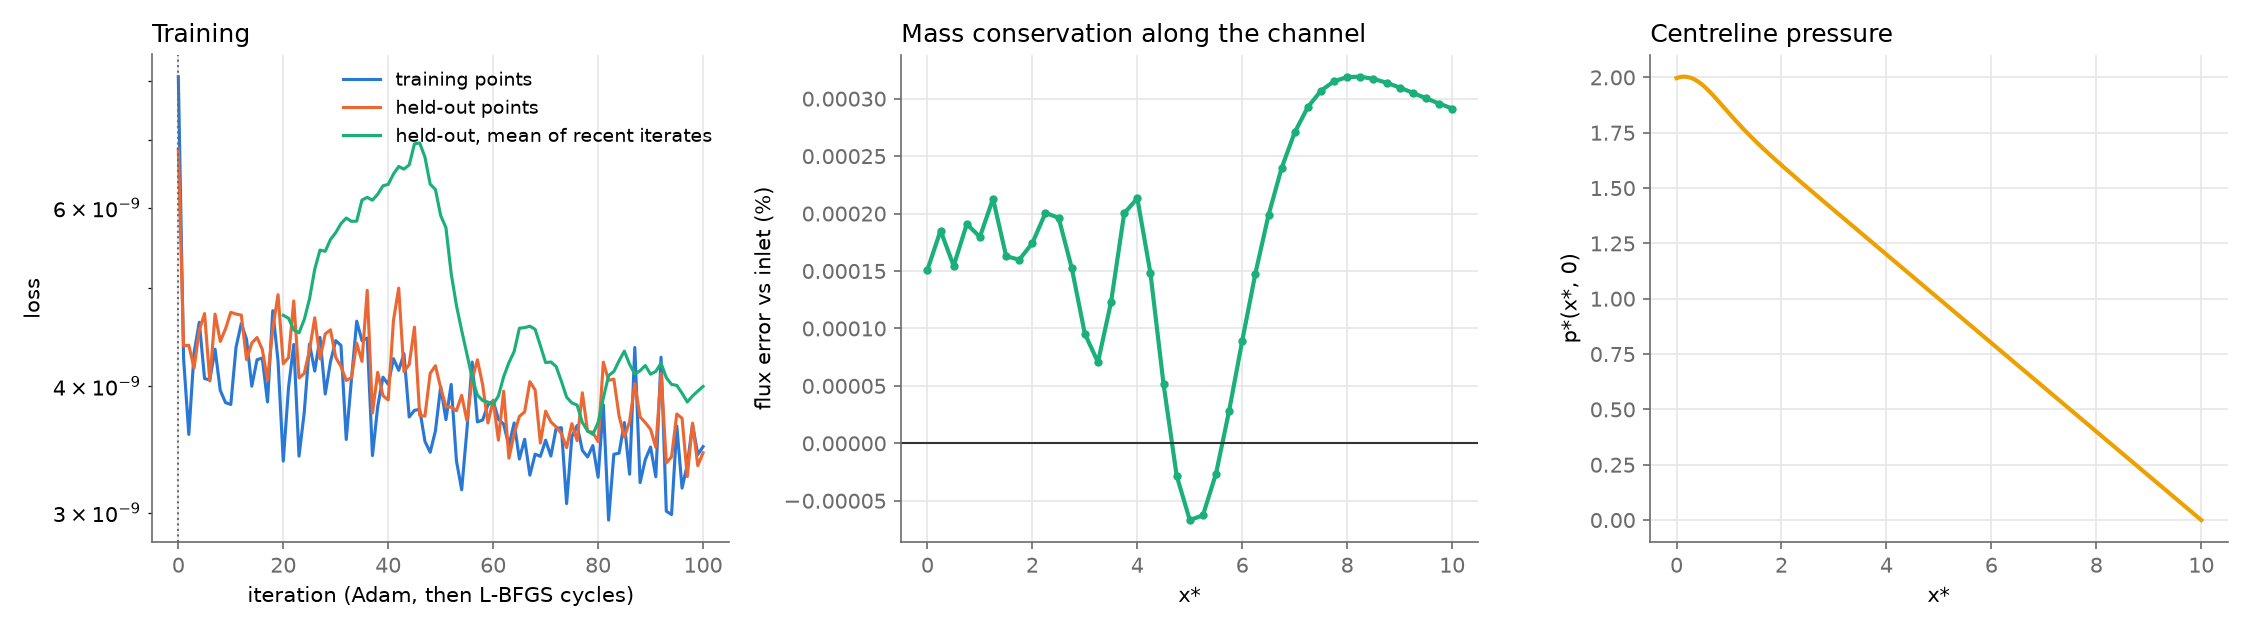 Training
loss
6 × 10⁻⁹
4 × 10⁻⁹
3 × 10⁻⁹
training points
held-out points
held-out, mean of recent iterates
0 20 40 60 80 100
iteration (Adam, then L-BFGS cycles)
Mass conservation along the channel
flux error vs inlet (%)
0.00030
0.00025
0.00020
0.00015
0.00010
0.00005
0.00000
−0.00005
0 2 4 6 8 10
x*
Centreline pressure
p*(x*, 0)
2.00
1.75
1.50
1.25
1.00
0.75
0.50
0.25
0.00
0 2 4 6 8 10
x*